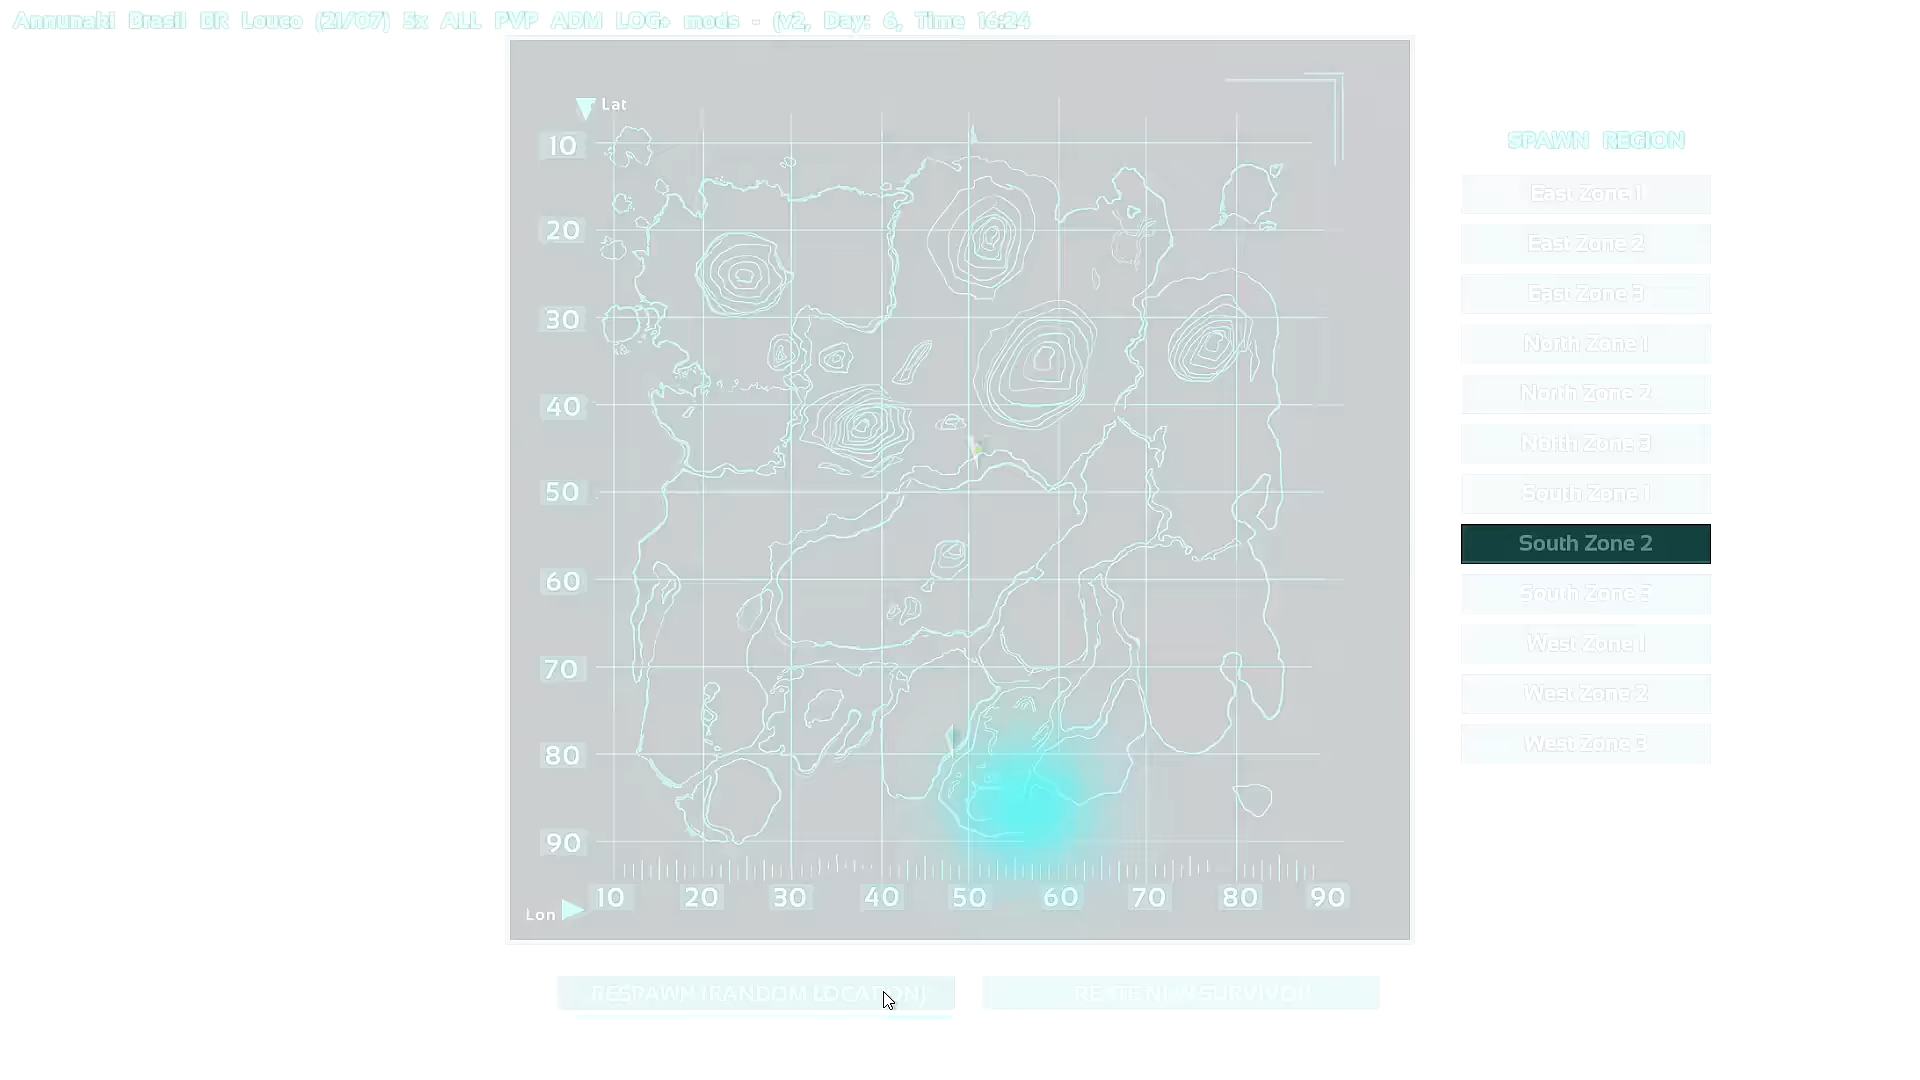 Annunaki Brasil BR Louco (21/07) 5x ALL PVP ADM LOG+ mods - (v2, Day: 6, Time 16:24
Lat
10
20
30
40
50
60
70
80
90
10 20 30 40 50 60 70 80 90
Lon
SPAWN REGION
East Zone 1
East Zone 2
East Zone 3
North Zone 1
North Zone 2
North Zone 3
South Zone 1
South Zone 2
South Zone 3
West Zone 1
West Zone 2
West Zone 3
RESPAWN (RANDOM LOCATION)
REATE NEW SURVIVOR